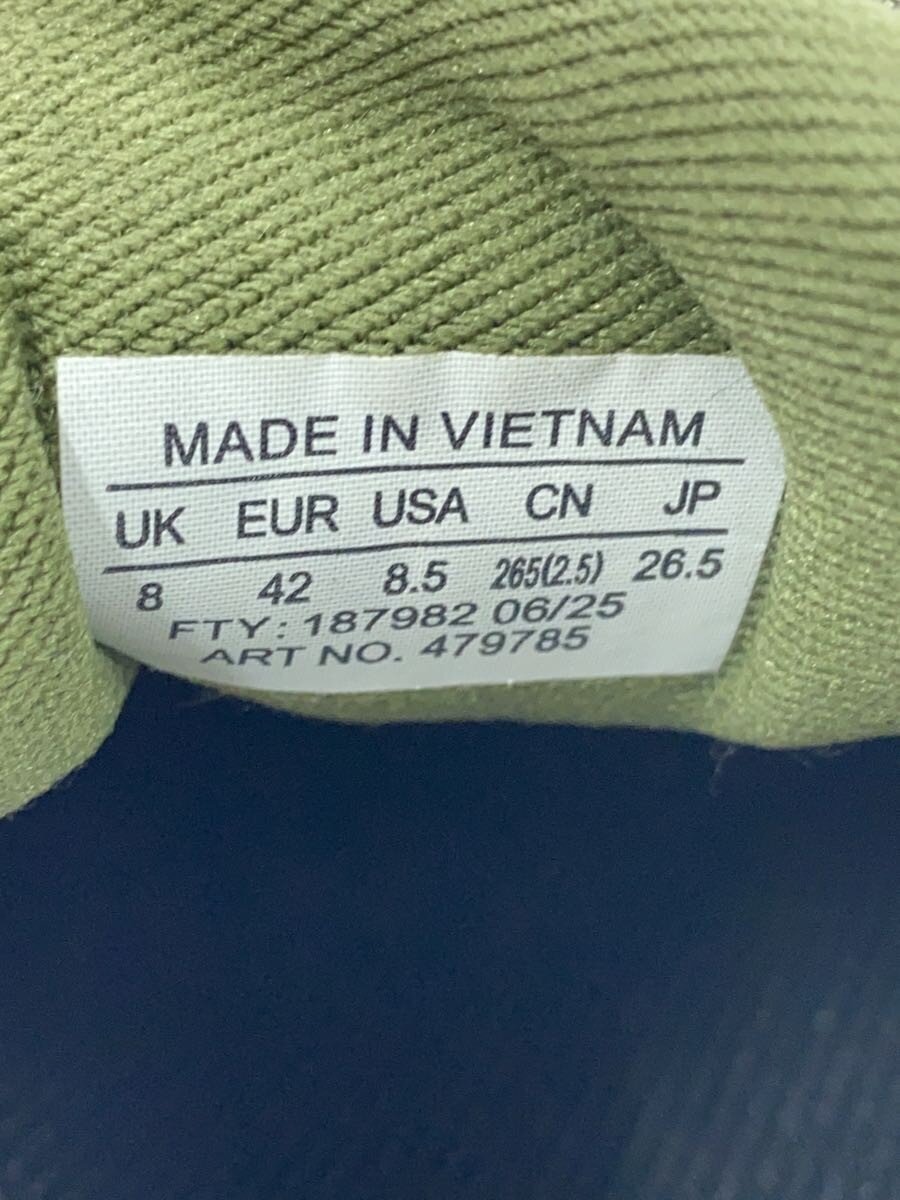 MADE IN VIETNAM
UK EUR USA CN JP
8 42 8.5 265(2.5) 26.5
FTY: 187982 06/25
ART NO. 479785